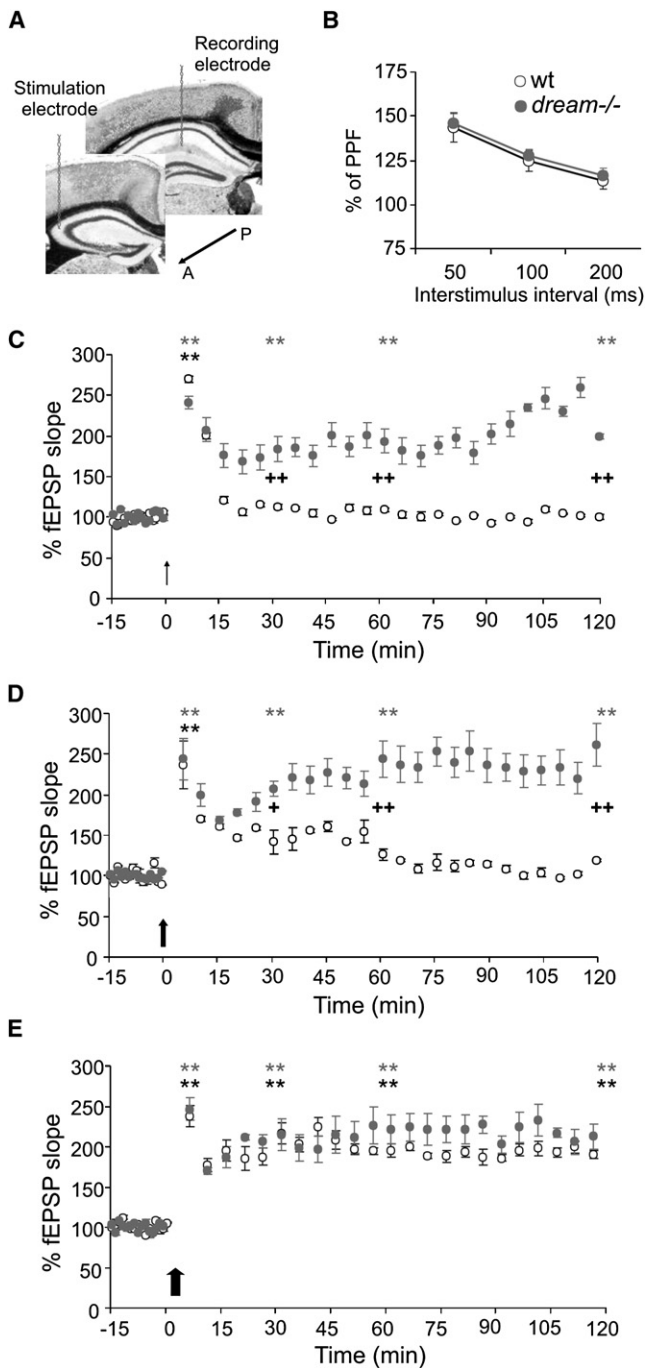 A
Stimulation
electrode
Recording
electrode
P
A
B
175
150
125
100
75
% of PPF
wt
dream-/-
50 100 200
Interstimulus interval (ms)
C
** ** ** **
**
300
250
200
150
100
50
0
% fEPSP slope
++ ++ ++
-15 0 30 45 60 75 90 105 120
Time (min)
D
** ** ** **
**
300
250
200
150
100
50
0
% fEPSP slope
+ ++ ++
-15 0 30 45 60 75 90 105 120
Time (min)
E
** ** ** **
** ** ** **
300
250
200
150
100
50
0
% fEPSP slope
-15 0 30 45 60 75 90 105 120
Time (min)